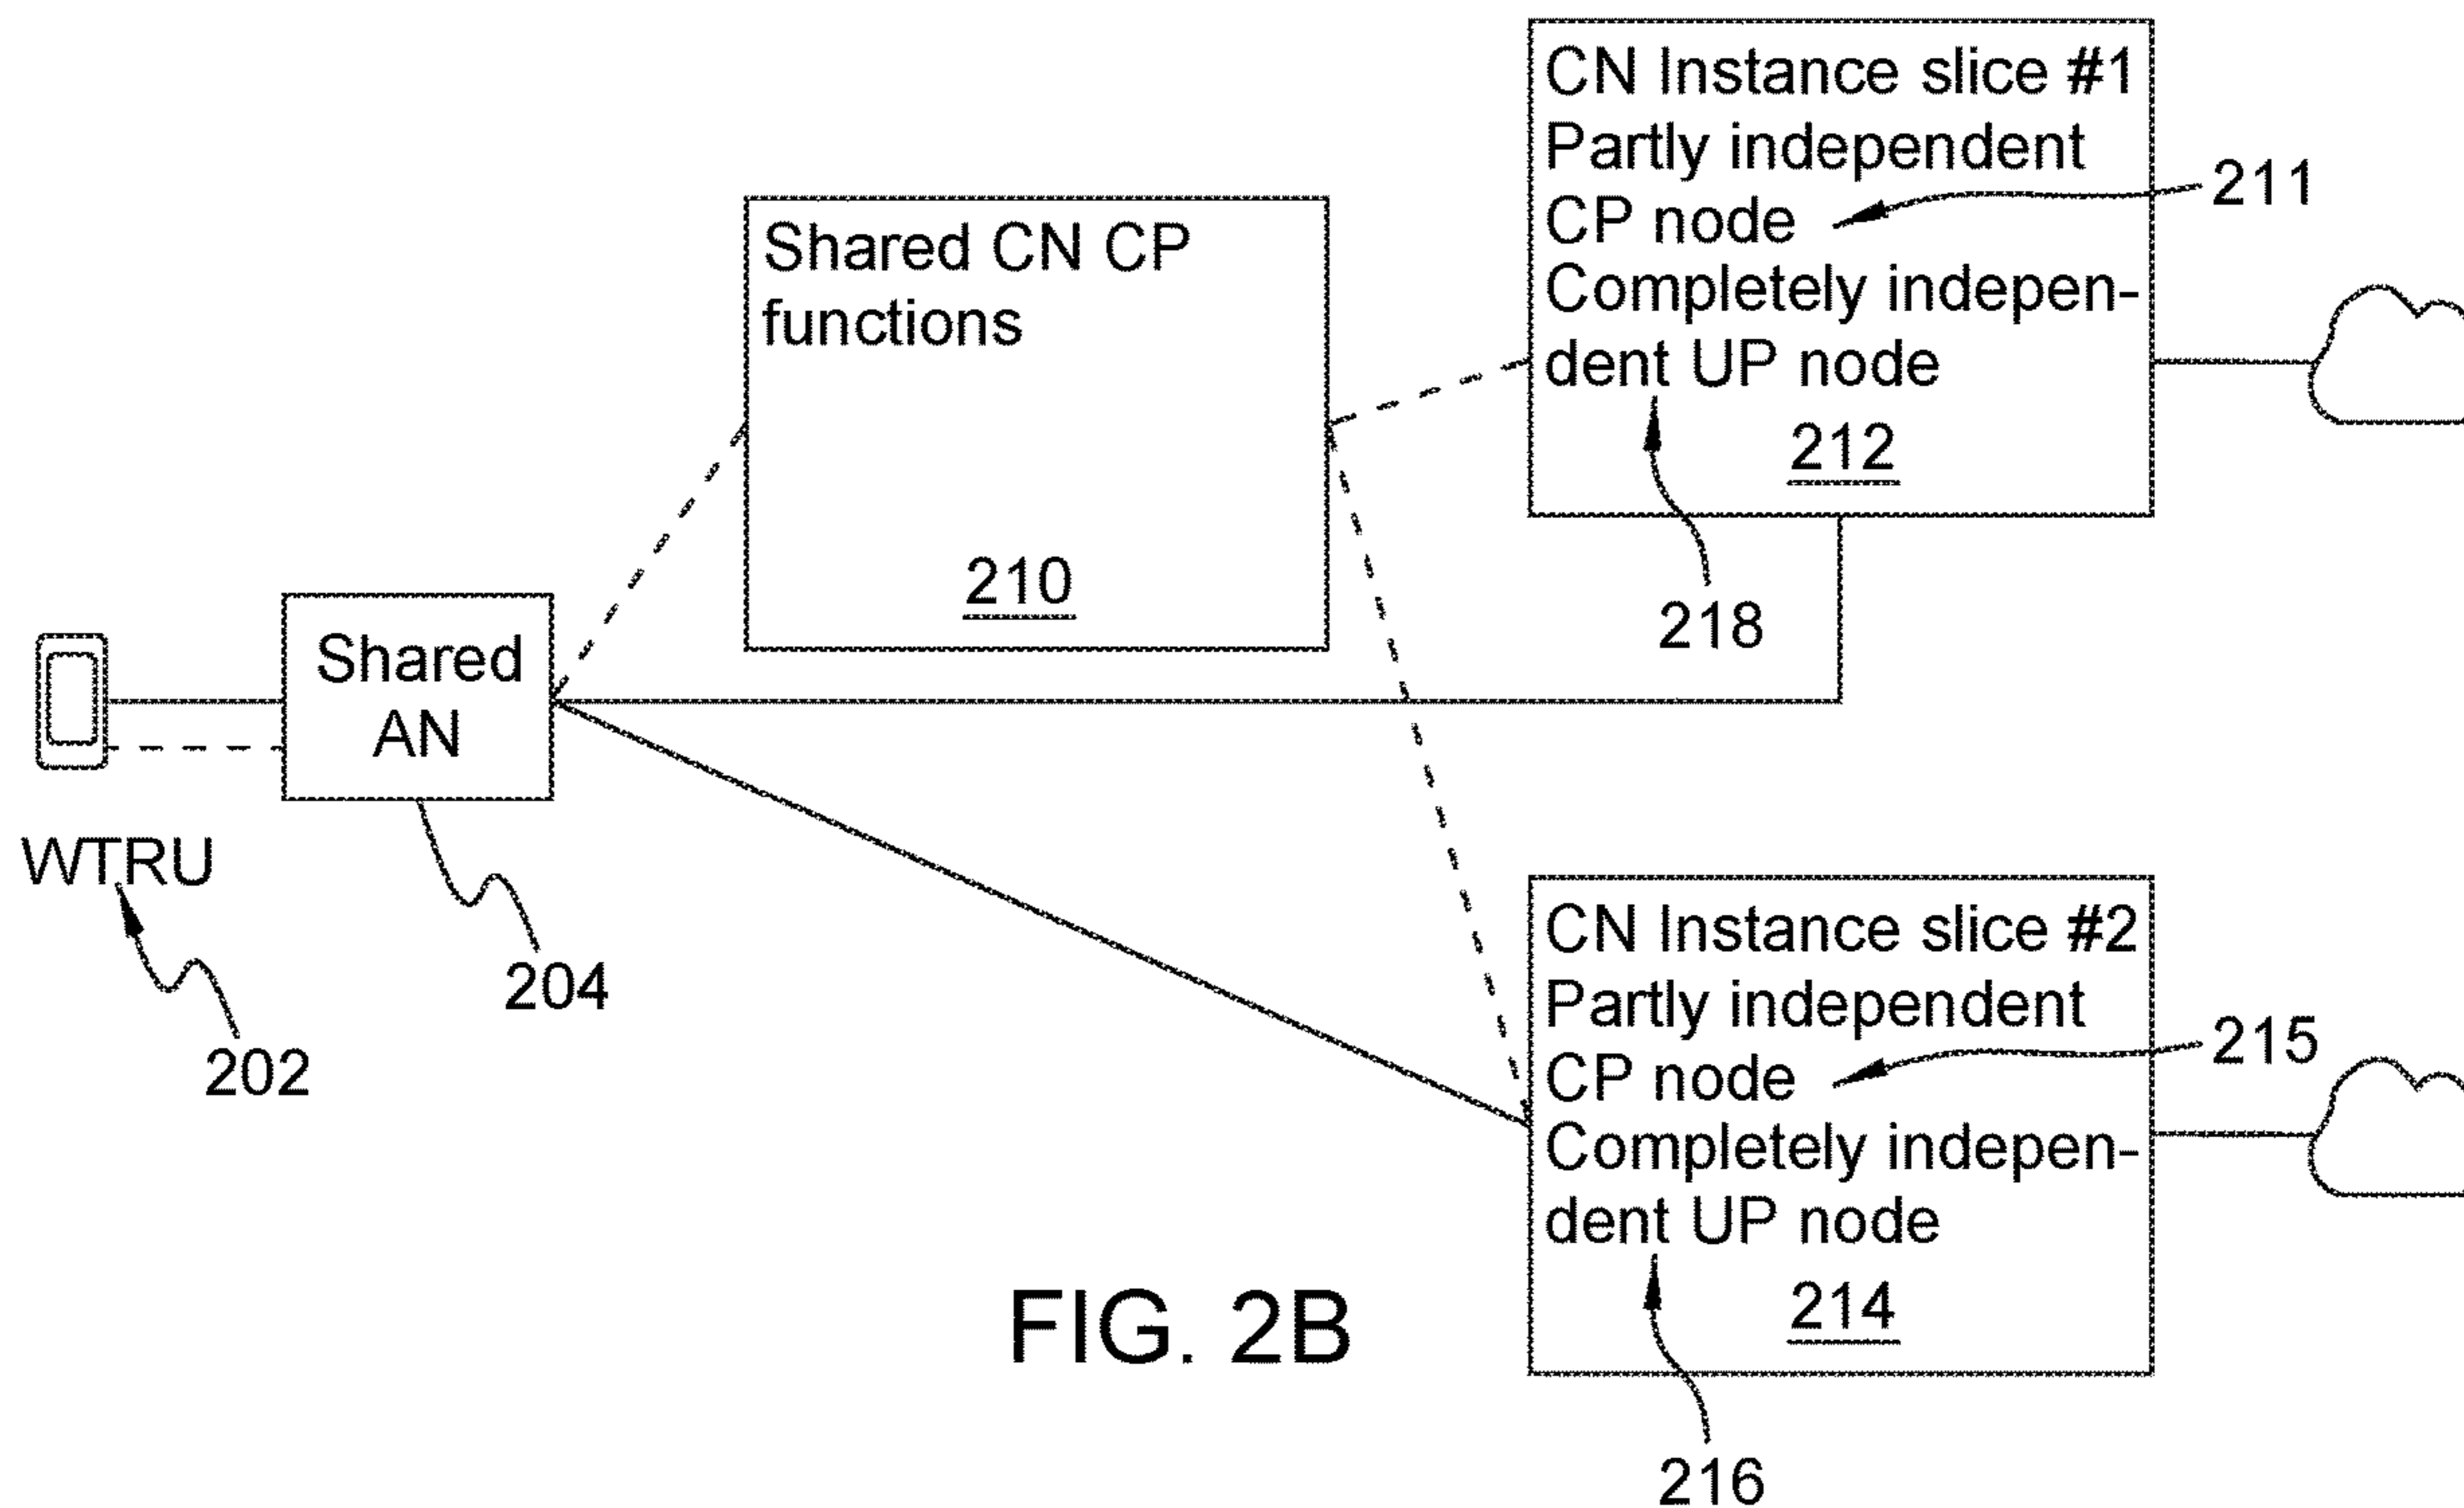 CN Instance slice #1
Partly independent
CP node
Completely indepen-
dent UP node
212
211
218
Shared CN CP
functions
210
Shared
AN
WTRU
202
204
CN Instance slice #2
Partly independent
CP node
Completely indepen-
dent UP node
214
215
216
FIG. 2B